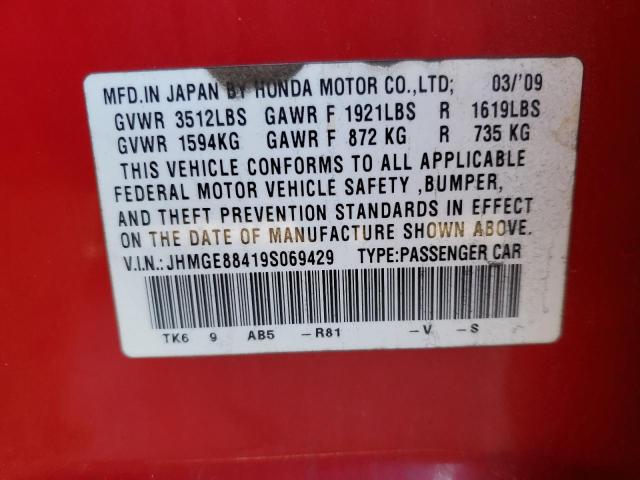 MFD.IN JAPAN BY HONDA MOTOR CO.,LTD; 03/'09
GVWR 3512LBS GAWR F 1921LBS R 1619LBS
GVWR 1594KG GAWR F 872 KG R 735 KG
THIS VEHICLE CONFORMS TO ALL APPLICABLE
FEDERAL MOTOR VEHICLE SAFETY ,BUMPER,
AND THEFT PREVENTION STANDARDS IN EFFECT
ON THE DATE OF MANUFACTURE SHOWN ABOVE.
V.I.N.:JHMGE88419S069429 TYPE:PASSENGER CAR
TK6 9 AB5 -R81 -V -S